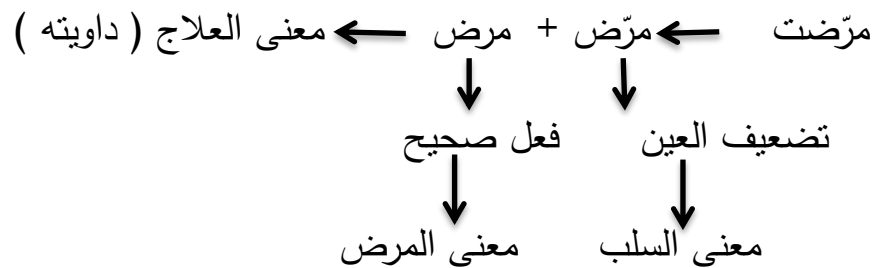 مرّضت مرّض + مرض معنى العلاج ( داويته )
تضعيف العين فعل صحيح
معنى السلب معنى المرض